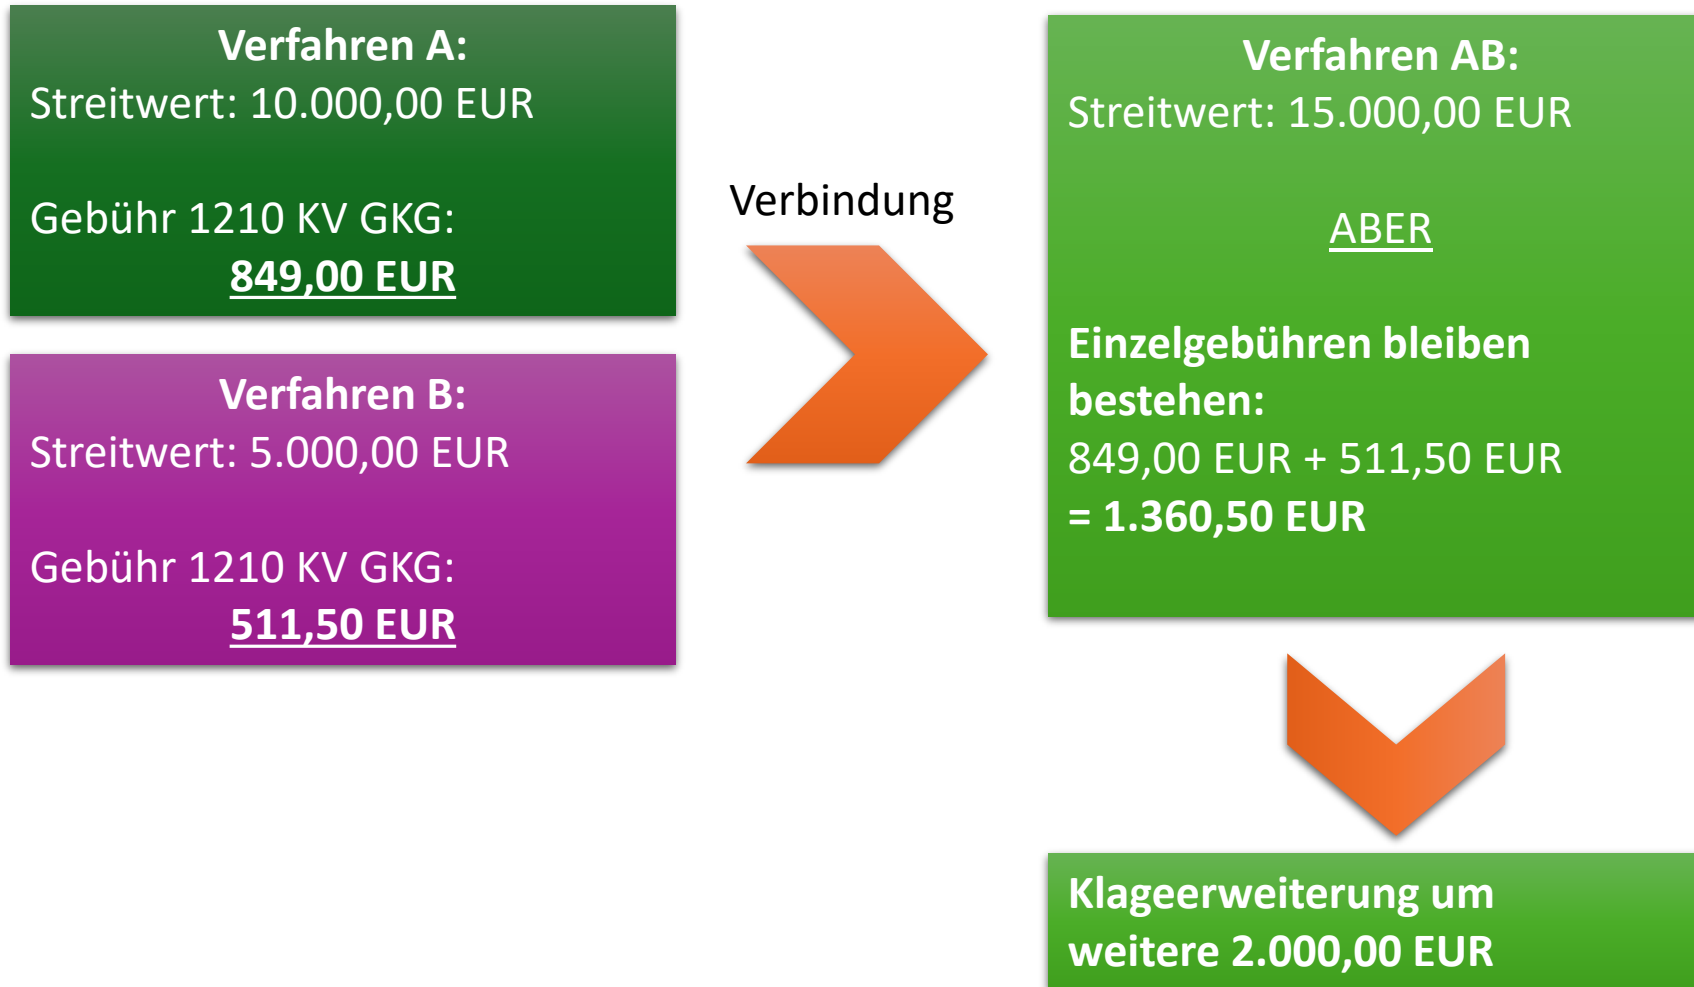 Verfahren A:
Streitwert: 10.000,00 EUR
Gebühr 1210 KV GKG:
849,00 EUR
Verfahren B:
Streitwert: 5.000,00 EUR
Gebühr 1210 KV GKG:
511,50 EUR
Verbindung
Verfahren AB:
Streitwert: 15.000,00 EUR
ABER
Einzelgebühren bleiben
bestehen:
849,00 EUR + 511,50 EUR
= 1.360,50 EUR
Klageerweiterung um
weitere 2.000,00 EUR